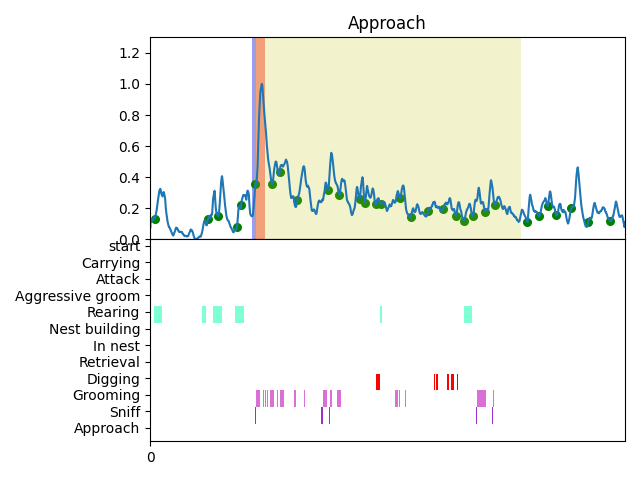 Approach
1.2
1.0
0.8
0.6
0.4
0.2
0.0
start
Carrying
Attack
Aggressive groom
Rearing
Nest building
In nest
Retrieval
Digging
Grooming
Sniff
Approach
0